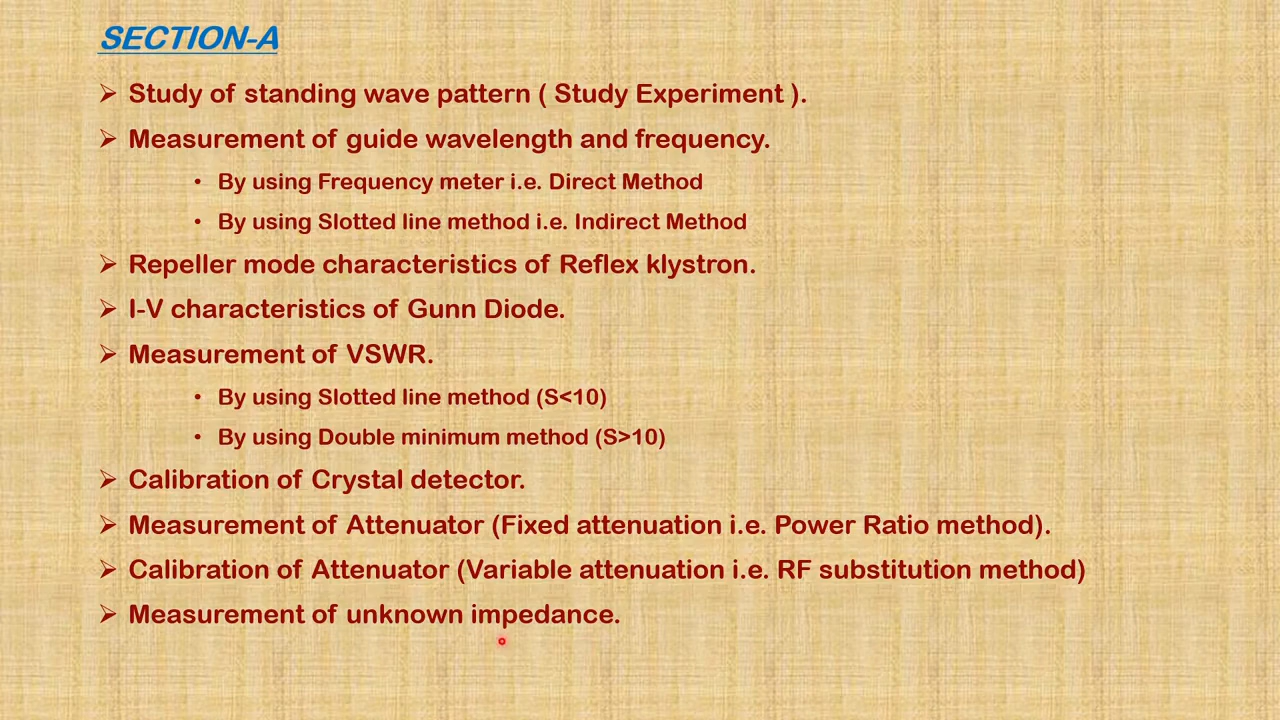 SECTION-A
➢ Study of standing wave pattern ( Study Experiment ).
➢ Measurement of guide wavelength and frequency.
• By using Frequency meter i.e. Direct Method
• By using Slotted line method i.e. Indirect Method
➢ Repeller mode characteristics of Reflex klystron.
➢ I-V characteristics of Gunn Diode.
➢ Measurement of VSWR.
• By using Slotted line method (S<10)
• By using Double minimum method (S>10)
➢ Calibration of Crystal detector.
➢ Measurement of Attenuator (Fixed attenuation i.e. Power Ratio method).
➢ Calibration of Attenuator (Variable attenuation i.e. RF substitution method)
➢ Measurement of unknown impedance.